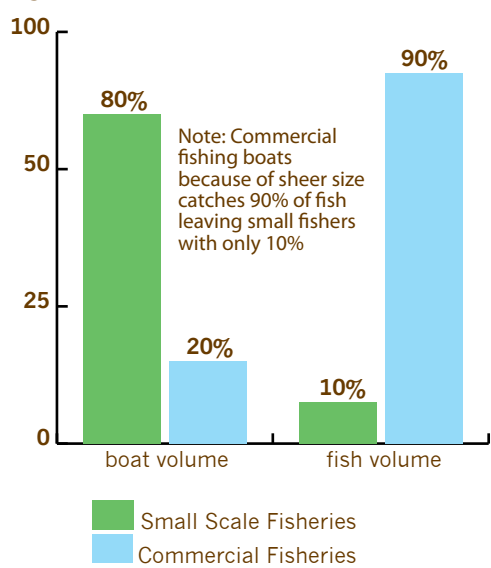 100
90%
80%
Note: Commercial
fishing boats
because of sheer size
catches 90% of fish
leaving small fishers
with only 10%
50
25
20%
10%
0
boat volume
fish volume
Small Scale Fisheries
Commercial Fisheries